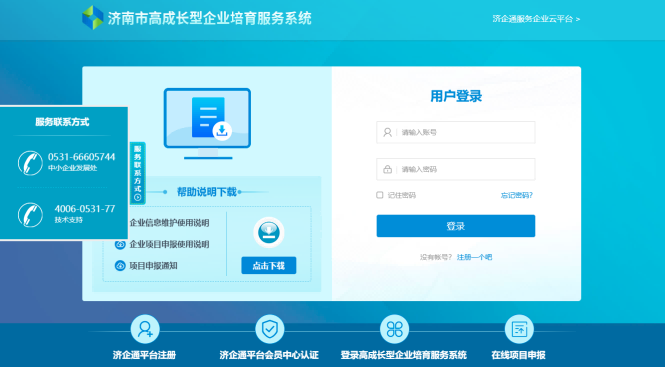 济南市高成长型企业培育服务系统
济企通服务企业云平台 >
用户登录
请输入账号
请输入密码
记住密码
忘记密码?
登录
没有账号? 注册一个吧
服务联系方式
0531-66605744
中小企业发展处
4006-0531-77
技术支持
服务联系方式
帮助说明下载
企业信息维护使用说明
企业项目申报使用说明
项目申报通知
点击下载
济企通平台注册
济企通平台会员中心认证
登录高成长型企业培育服务系统
在线项目申报